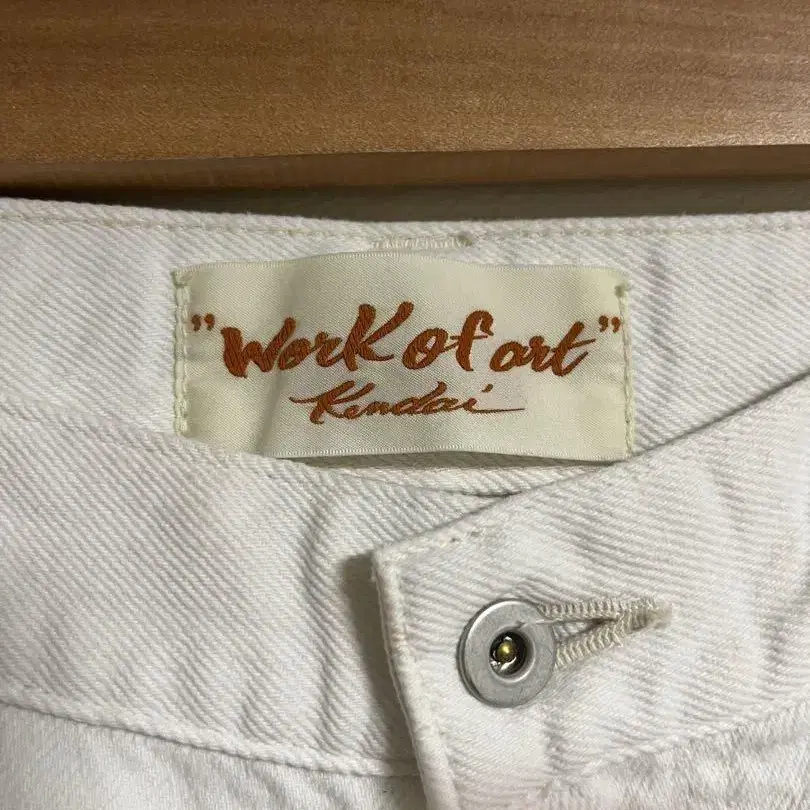 ”Work of art”
Kendai